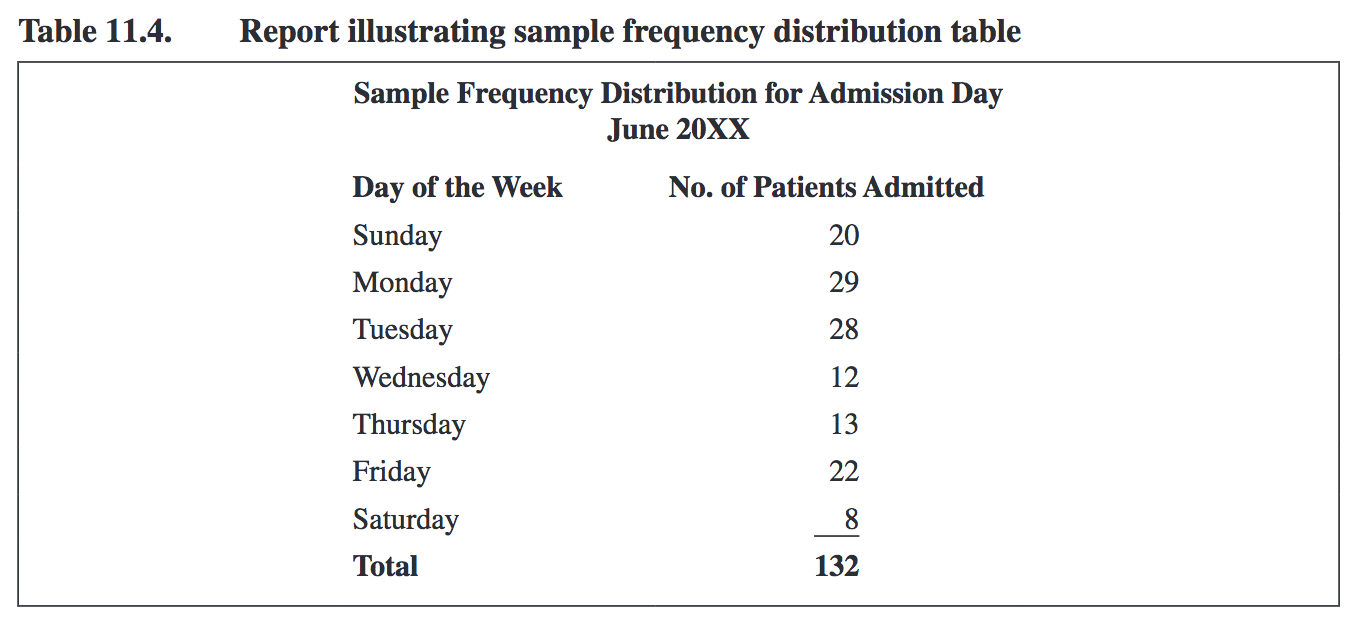 Table 11.4. Report illustrating sample frequency distribution table
Sample Frequency Distribution for Admission Day
June 20XX
Day of the Week No. of Patients Admitted
Sunday 20
Monday 29
Tuesday 28
Wednesday 12
Thursday 13
Friday 22
Saturday 8
Total 132